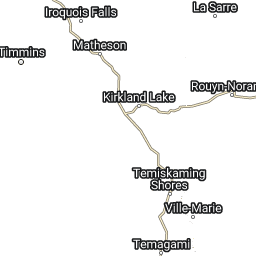 La Sarre
Iroquois Falls
Matheson
Timmins
Rouyn-Noran
Kirkland Lake
Temiskaming
Shores
Ville-Marie
Temagami